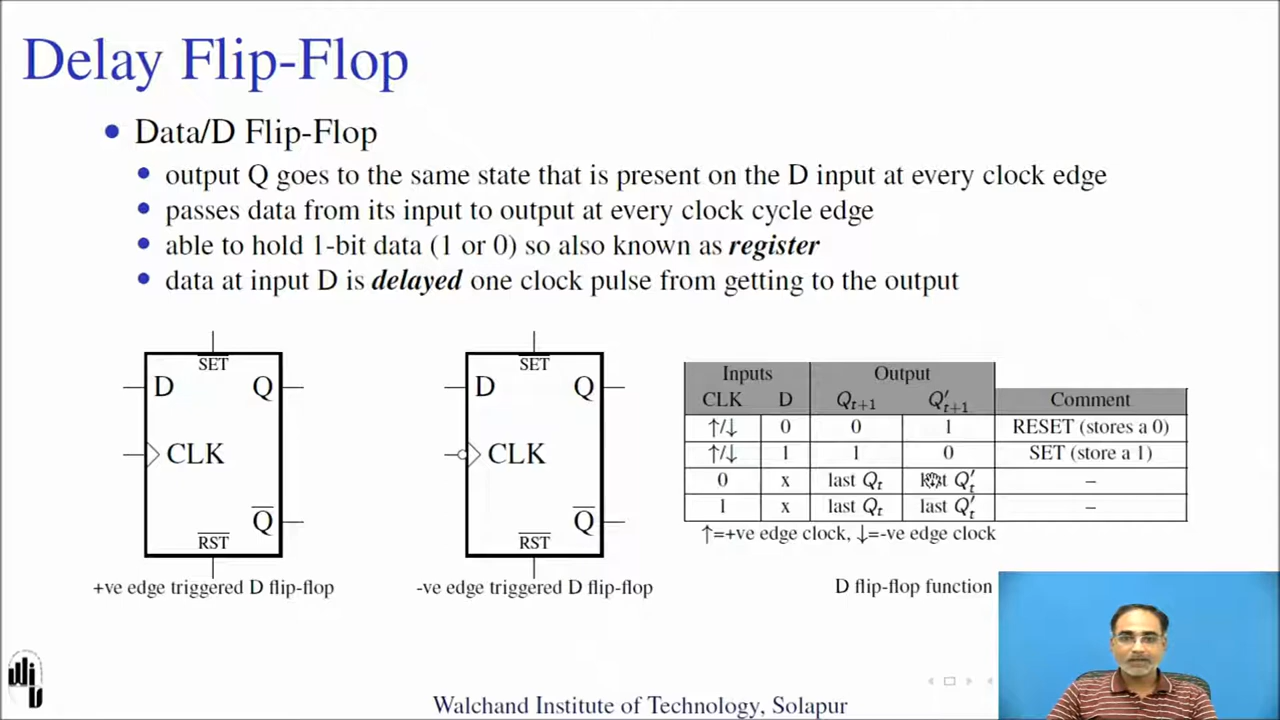 Delay Flip-Flop
• Data/D Flip-Flop
• output Q goes to the same state that is present on the D input at every clock edge
• passes data from its input to output at every clock cycle edge
• able to hold 1-bit data (1 or 0) so also known as register
• data at input D is delayed one clock pulse from getting to the output
S̅E̅T̅
D Q
CLK
Q̅
R̅S̅T̅
+ve edge triggered D flip-flop
S̅E̅T̅
D Q
CLK
Q̅
R̅S̅T̅
-ve edge triggered D flip-flop
Inputs Output
CLK D Qₜ₊₁ Q′ₜ₊₁ Comment
↑/↓ 0 0 1 RESET (stores a 0)
↑/↓ 1 1 0 SET (store a 1)
0 x last Qₜ last Q′ₜ –
1 x last Qₜ last Q′ₜ –
↑=+ve edge clock, ↓=-ve edge clock
D flip-flop function
Walchand Institute of Technology, Solapur